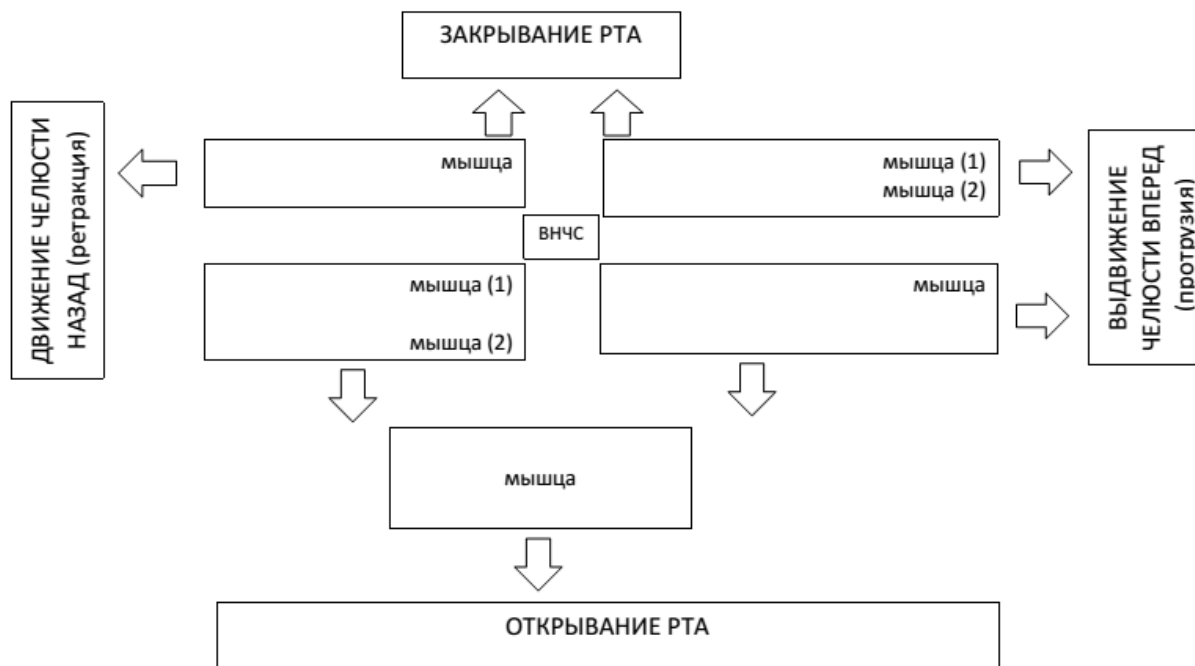 ЗАКРЫВАНИЕ РТА
ДВИЖЕНИЕ ЧЕЛЮСТИ
НАЗАД (ретракция)
мышца
мышца (1)
мышца (2)
ВЫДВИЖЕНИЕ
ЧЕЛЮСТИ ВПЕРЕД
(протрузия)
ВНЧС
мышца (1)
мышца (2)
мышца
мышца
ОТКРЫВАНИЕ РТА